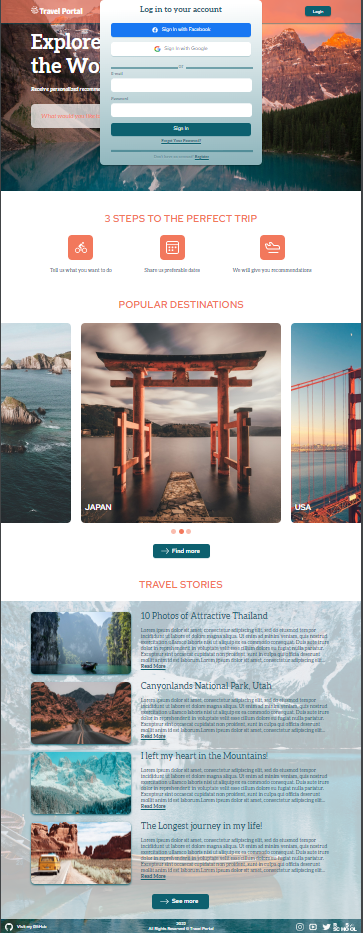 Travel Portal
Login
Log in to your account
Explore
the Wo
Receive personalized recomme
What would you like t
Sign in with Facebook
Sign in with Google
or
E-mail
Password
Sign In
Forgot Your Password?
Register
3 STEPS TO THE PERFECT TRIP
Tell us what you want to do
Share us preferable dates
We will give you recommendations
POPULAR DESTINATIONS
JAPAN
USA
Find more
TRAVEL STORIES
10 Photos of Attractive Thailand
Lorem ipsum dolor sit amet, consectetur adipiscing elit, sed do eiusmod tempor
incididunt ut labore et dolore magna aliqua. Ut enim ad minim veniam, quis nostrud
exercitation ullamco laboris nisi ut aliquip ex ea commodo consequat. Duis aute irure
dolor in reprehenderit in voluptate velit esse cillum dolore eu fugiat nulla pariatur.
Excepteur sint occaecat cupidatat non proident, sunt in culpa qui officia deserunt
mollit anim id est laborum.Lorem ipsum dolor sit amet, consectetur adipiscing elit...
Read More
Canyonlands National Park, Utah
Lorem ipsum dolor sit amet, consectetur adipiscing elit, sed do eiusmod tempor
incididunt ut labore et dolore magna aliqua. Ut enim ad minim veniam, quis nostrud
exercitation ullamco laboris nisi ut aliquip ex ea commodo consequat. Duis aute irure
dolor in reprehenderit in voluptate velit esse cillum dolore eu fugiat nulla pariatur.
Excepteur sint occaecat cupidatat non proident, sunt in culpa qui officia deserunt
mollit anim id est laborum.Lorem ipsum dolor sit amet, consectetur adipiscing elit...
Read More
I left my heart in the Mountains!
Lorem ipsum dolor sit amet, consectetur adipiscing elit, sed do eiusmod tempor
incididunt ut labore et dolore magna aliqua. Ut enim ad minim veniam, quis nostrud
exercitation ullamco laboris nisi ut aliquip ex ea commodo consequat. Duis aute irure
dolor in reprehenderit in voluptate velit esse cillum dolore eu fugiat nulla pariatur.
Excepteur sint occaecat cupidatat non proident, sunt in culpa qui officia deserunt
mollit anim id est laborum.Lorem ipsum dolor sit amet, consectetur adipiscing elit...
Read More
The Longest journey in my life!
Lorem ipsum dolor sit amet, consectetur adipiscing elit, sed do eiusmod tempor
incididunt ut labore et dolore magna aliqua. Ut enim ad minim veniam, quis nostrud
exercitation ullamco laboris nisi ut aliquip ex ea commodo consequat. Duis aute irure
dolor in reprehenderit in voluptate velit esse cillum dolore eu fugiat nulla pariatur.
Excepteur sint occaecat cupidatat non proident, sunt in culpa qui officia deserunt
mollit anim id est laborum.Lorem ipsum dolor sit amet, consectetur adipiscing elit...
Read More
See more
Visit my GitHub
2022
All Rights Reserved © Travel Portal